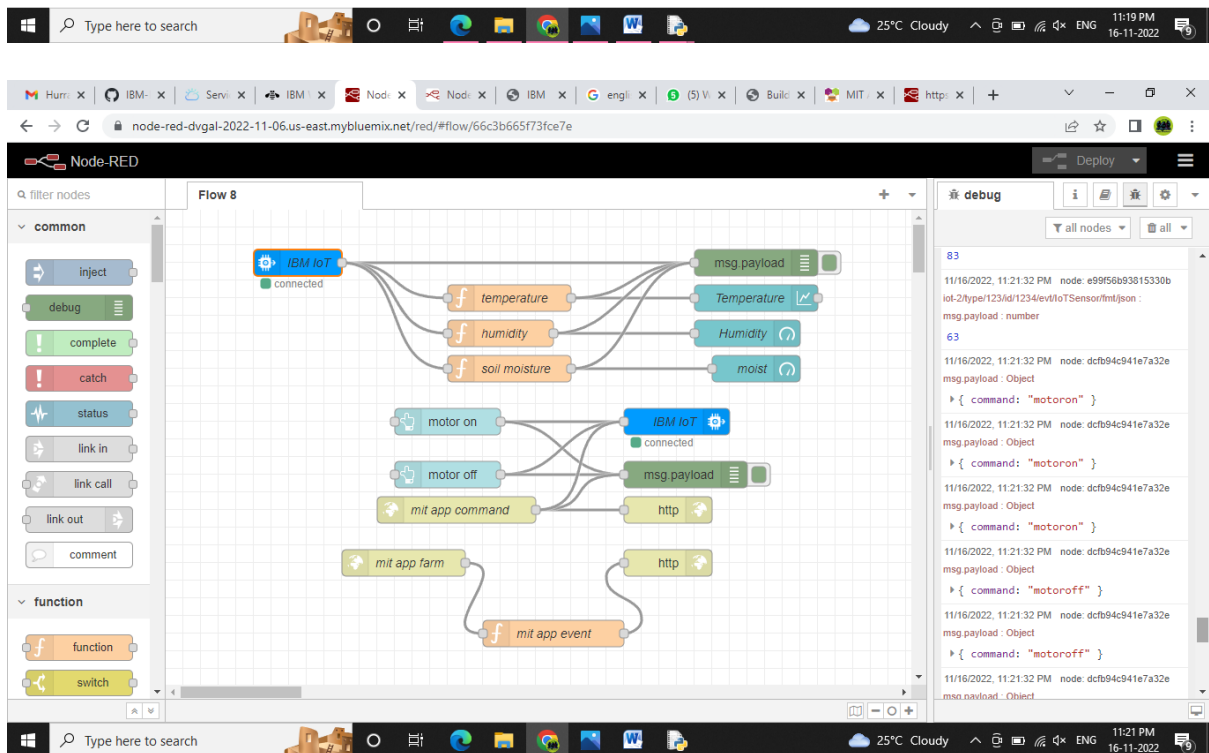 Type here to search
25°C Cloudy
ENG
11:19 PM
16-11-2022
9
Hurr
IBM-
Servi
IBM
Node
Node
IBM
engli
(5) W
Build
MIT
https
node-red-dvgal-2022-11-06.us-east.mybluemix.net/red/#flow/66c3b665f73fce7e
Node-RED
Deploy
filter nodes
Flow 8
debug
all nodes
all
common
inject
debug
complete
catch
status
link in
link call
link out
comment
function
function
switch
IBM IoT
connected
temperature
humidity
soil moisture
msg.payload
Temperature
Humidity
moist
motor on
motor off
IBM IoT
connected
msg.payload
mit app command
http
mit app farm
http
mit app event
83
11/16/2022, 11:21:32 PM node: e99f56b93815330b
iot-2/type/123/id/1234/evt/IoTSensor/fmt/json :
msg.payload : number
63
11/16/2022, 11:21:32 PM node: dcfb94c941e7a32e
msg.payload : Object
{ command: "motoron" }
11/16/2022, 11:21:32 PM node: dcfb94c941e7a32e
msg.payload : Object
{ command: "motoron" }
11/16/2022, 11:21:32 PM node: dcfb94c941e7a32e
msg.payload : Object
{ command: "motoron" }
11/16/2022, 11:21:32 PM node: dcfb94c941e7a32e
msg.payload : Object
{ command: "motoroff" }
11/16/2022, 11:21:32 PM node: dcfb94c941e7a32e
msg.payload : Object
{ command: "motoroff" }
11/16/2022, 11:21:32 PM node: dcfb94c941e7a32e
msg.payload : Object
Type here to search
25°C Cloudy
ENG
11:21 PM
16-11-2022
9